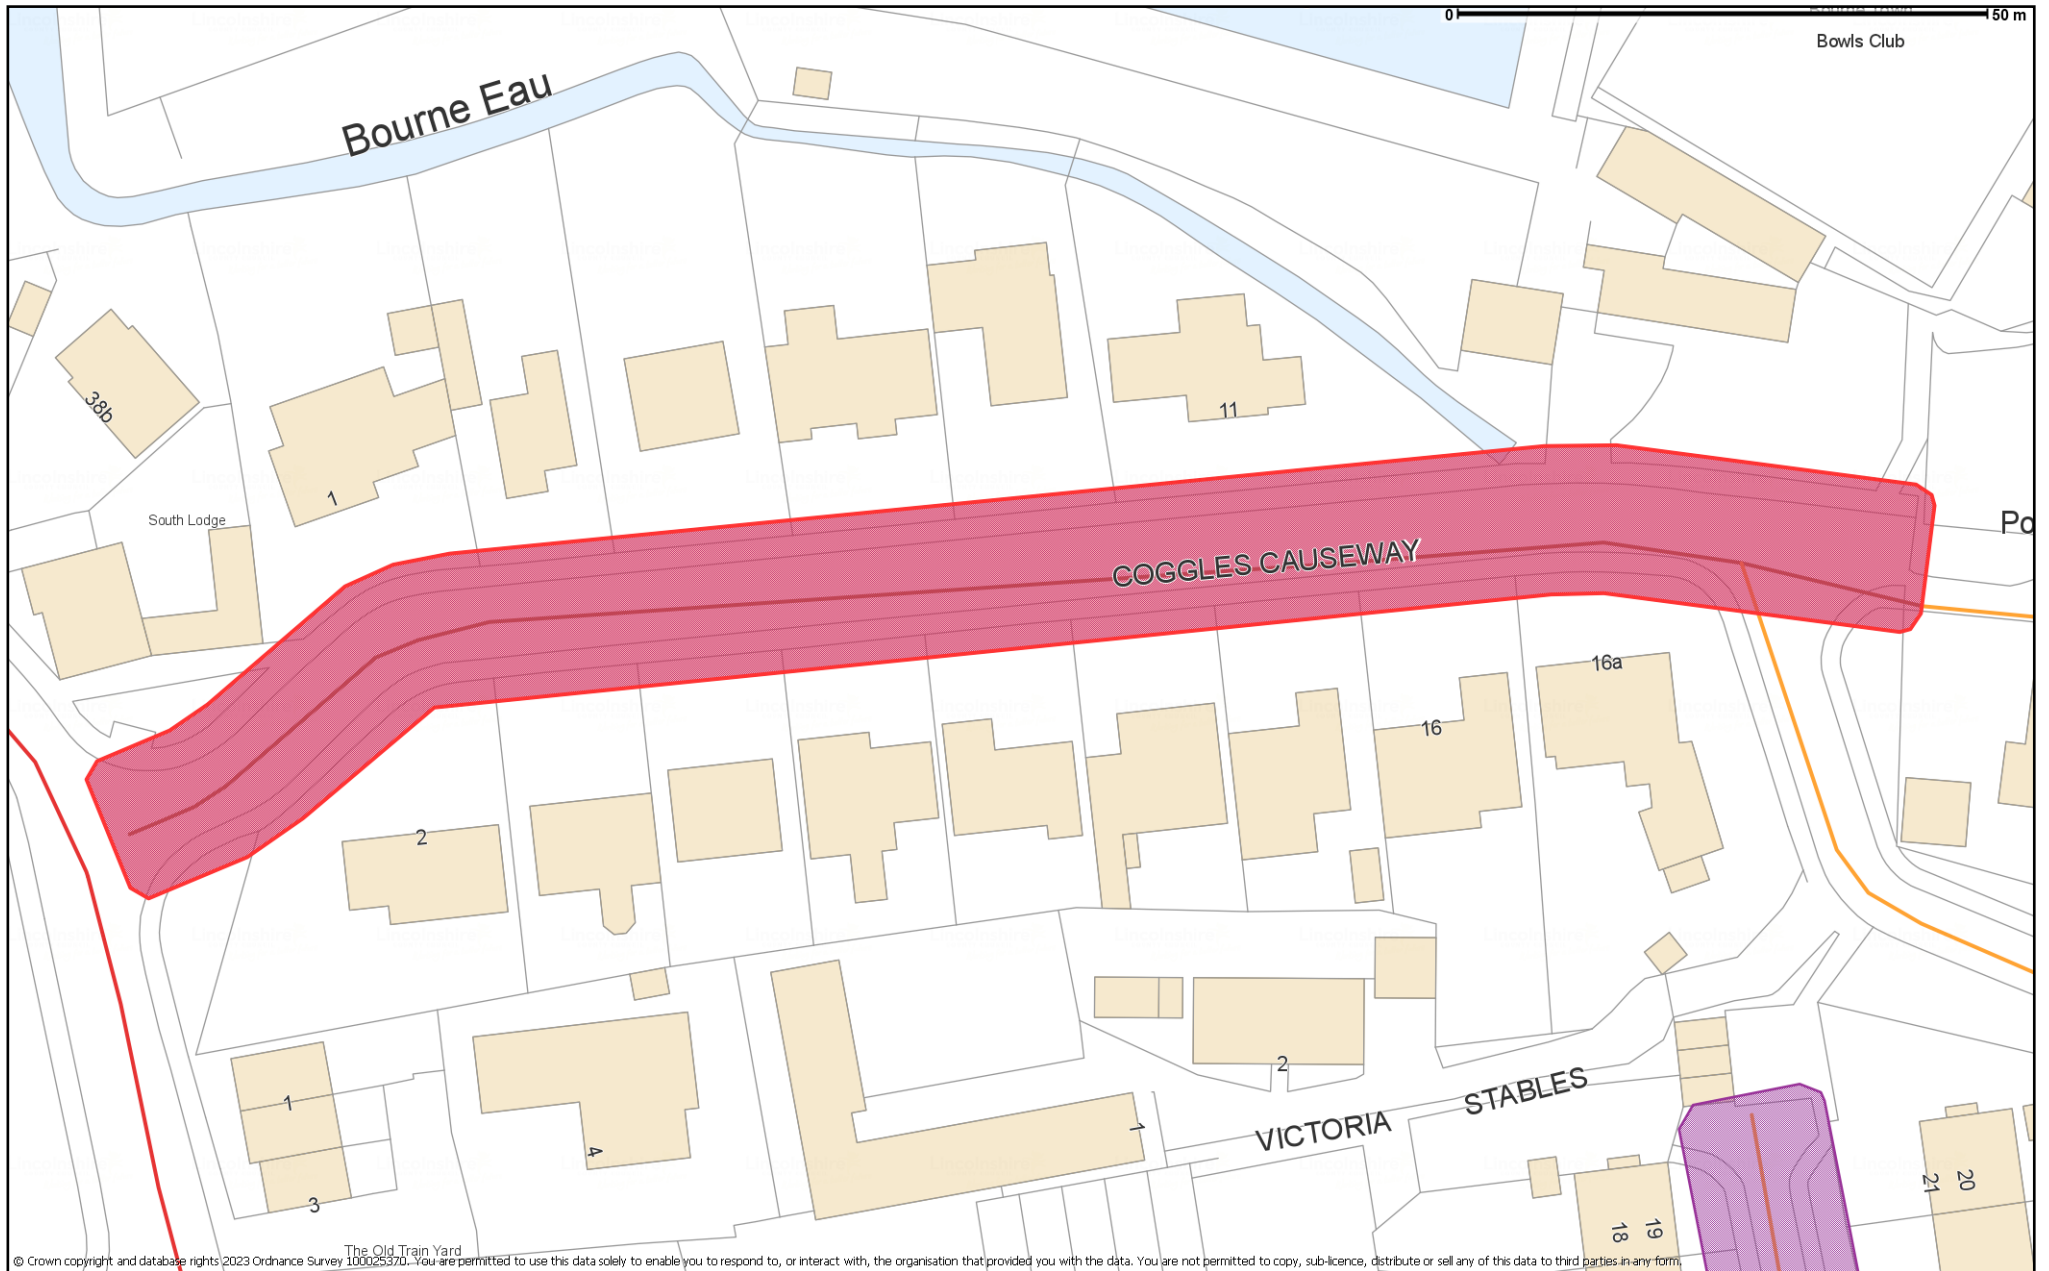 0 50 m
Bowls Club
Bourne Eau
38b
1
11
South Lodge
Po
COGGLES CAUSEWAY
16a
16
2
2
1
4
1
3
VICTORIA STABLES
21
20
19
18
The Old Train Yard
© Crown copyright and database rights 2023 Ordnance Survey 100025370. You are permitted to use this data solely to enable you to respond to, or interact with, the organisation that provided you with the data. You are not permitted to copy, sub-licence, distribute or sell any of this data to third parties in any form.